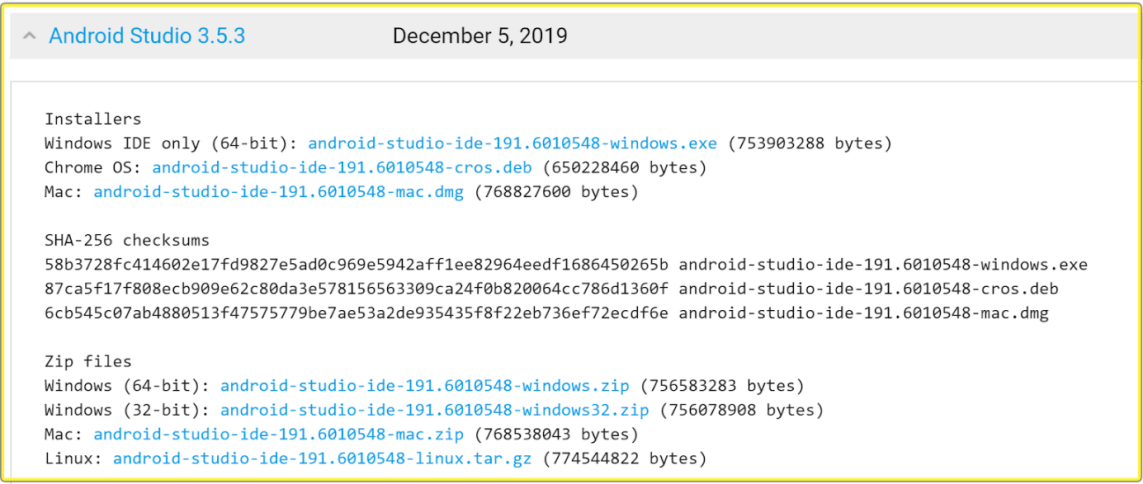 Android Studio 3.5.3 December 5, 2019
Installers
Windows IDE only (64-bit): android-studio-ide-191.6010548-windows.exe (753903288 bytes)
Chrome OS: android-studio-ide-191.6010548-cros.deb (650228460 bytes)
Mac: android-studio-ide-191.6010548-mac.dmg (768827600 bytes)
SHA-256 checksums
58b3728fc414602e17fd9827e5ad0c969e5942aff1ee82964eedf1686450265b android-studio-ide-191.6010548-windows.exe
87ca5f17f808ecb909e62c80da3e578156563309ca24f0b820064cc786d1360f android-studio-ide-191.6010548-cros.deb
6cb545c07ab4880513f47575779be7ae53a2de935435f8f22eb736ef72ecdf6e android-studio-ide-191.6010548-mac.dmg
Zip files
Windows (64-bit): android-studio-ide-191.6010548-windows.zip (756583283 bytes)
Windows (32-bit): android-studio-ide-191.6010548-windows32.zip (756078908 bytes)
Mac: android-studio-ide-191.6010548-mac.zip (768538043 bytes)
Linux: android-studio-ide-191.6010548-linux.tar.gz (774544822 bytes)